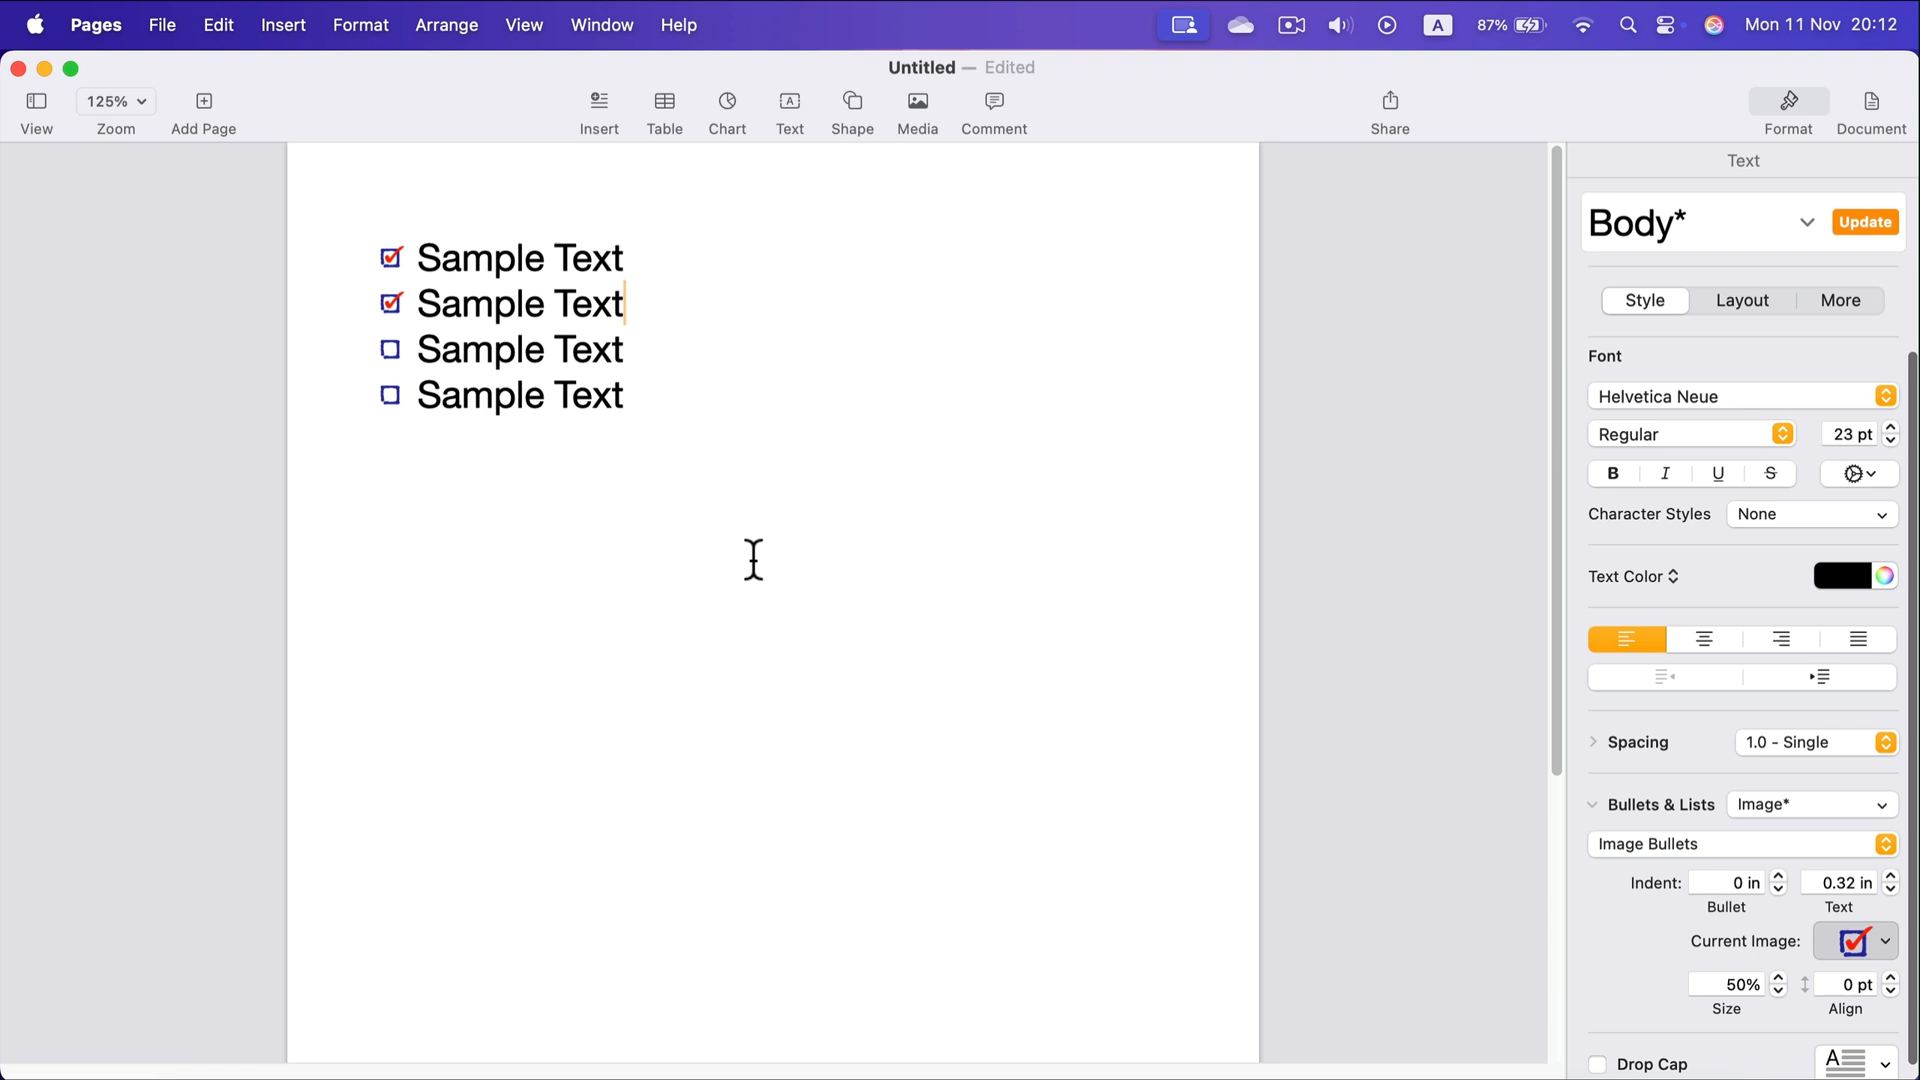 Pages File Edit Insert Format Arrange View Window Help A 87% Mon 11 Nov 20:12
Untitled — Edited
125%
View Zoom Add Page Insert Table Chart Text Shape Media Comment Share Format Document
Text
Body* Update
Style Layout More
Font
Helvetica Neue
Regular 23 pt
B I U S
Character Styles None
Text Color
Spacing 1.0 - Single
Bullets & Lists Image*
Image Bullets
Indent: 0 in 0.32 in
Bullet Text
Current Image:
50% 0 pt
Size Align
Drop Cap A
Sample Text
Sample Text
Sample Text
Sample Text